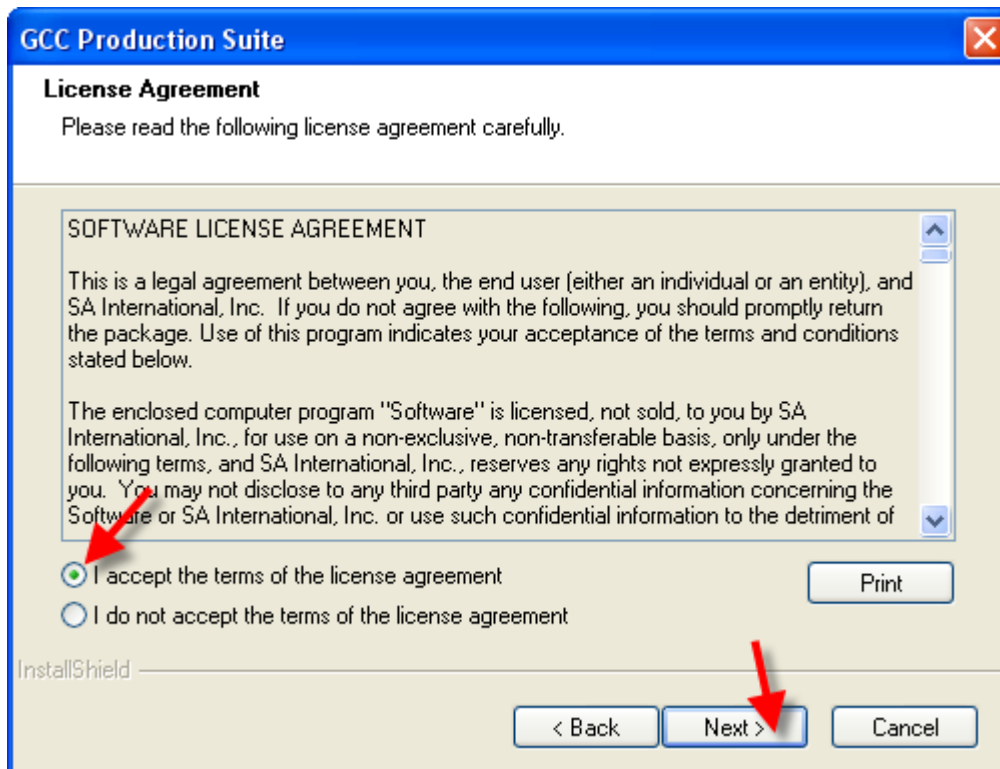 GCC Production Suite
License Agreement
Please read the following license agreement carefully.
SOFTWARE LICENSE AGREEMENT
This is a legal agreement between you, the end user (either an individual or an entity), and
SA International, Inc.  If you do not agree with the following, you should promptly return
the package. Use of this program indicates your acceptance of the terms and conditions
stated below.
The enclosed computer program "Software" is licensed, not sold, to you by SA
International, Inc., for use on a non-exclusive, non-transferable basis, only under the
following terms, and SA International, Inc., reserves any rights not expressly granted to
you.  You may not disclose to any third party any confidential information concerning the
Software or SA International, Inc. or use such confidential information to the detriment of
I accept the terms of the license agreement
Print
I do not accept the terms of the license agreement
InstallShield
< Back
Next >
Cancel